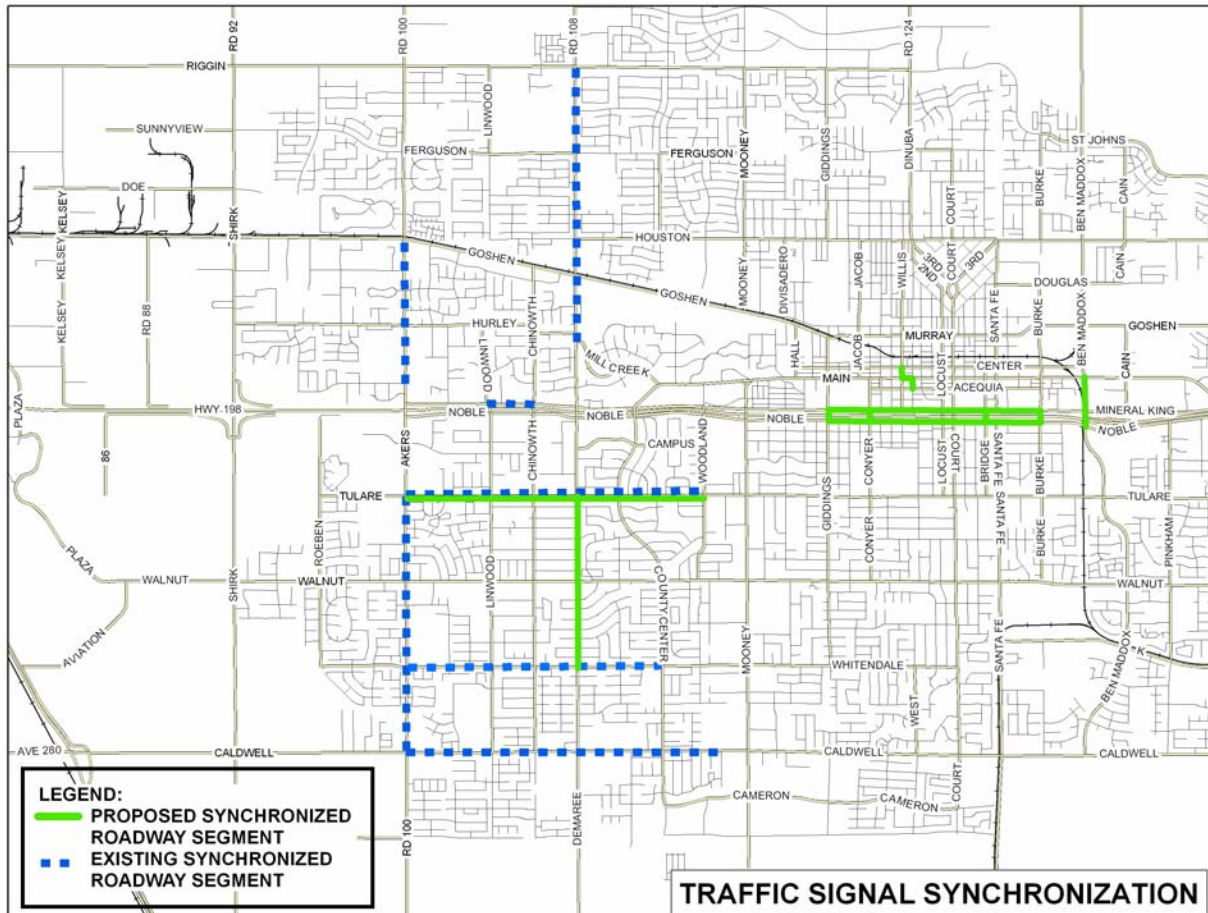 RD 92
RD 100
RD 108
RD 124
RIGGIN
LINWOOD
SUNNYVIEW
FERGUSON
FERGUSON
MOONEY
GIDDINGS
DINUBA
COURT
BURKE
BEN MADDOX
ST JOHNS
CAIN
DOE
KELSEY
KELSEY
SHIRK
HOUSTON
GOSHEN
GOSHEN
3RD
2ND
3RD
COURT
WILLIS
JACOB
DIVISADERO
MOONEY
CAIN
DOUGLAS
KELSEY
RD 88
HURLEY
LINWOOD
CHINOWTH
MILL CREEK
HALL
JACOB
MURRAY
SANTA FE
BURKE
BEN MADDOX
GOSHEN
CENTER
LOCUST
MAIN
ACEQUIA
CAIN
PLAZA
HWY 198
NOBLE
NOBLE
NOBLE
MINERAL KING
NOBLE
86
AKERS
CHINOWTH
CAMPUS
WOODLAND
GIDDINGS
CONYER
LOCUST
COURT
BRIDGE
SANTA FE
BURKE
TULARE
TULARE
TULARE
PLAZA
ROEBEN
CONYER
SANTA FE
BURKE
PINKHAM
WALNUT
SHIRK
WALNUT
LINWOOD
COUNTY CENTER
WALNUT
AVIATION
MOONEY
WHITENDALE
SANTA FE
BEN MADDOX
K
WEST
AVE 280
CALDWELL
CALDWELL
CALDWELL
CAMERON
CAMERON
COURT
DEMAREE
RD 100
LEGEND:
PROPOSED SYNCHRONIZED
ROADWAY SEGMENT
EXISTING SYNCHRONIZED
ROADWAY SEGMENT
TRAFFIC SIGNAL SYNCHRONIZATION